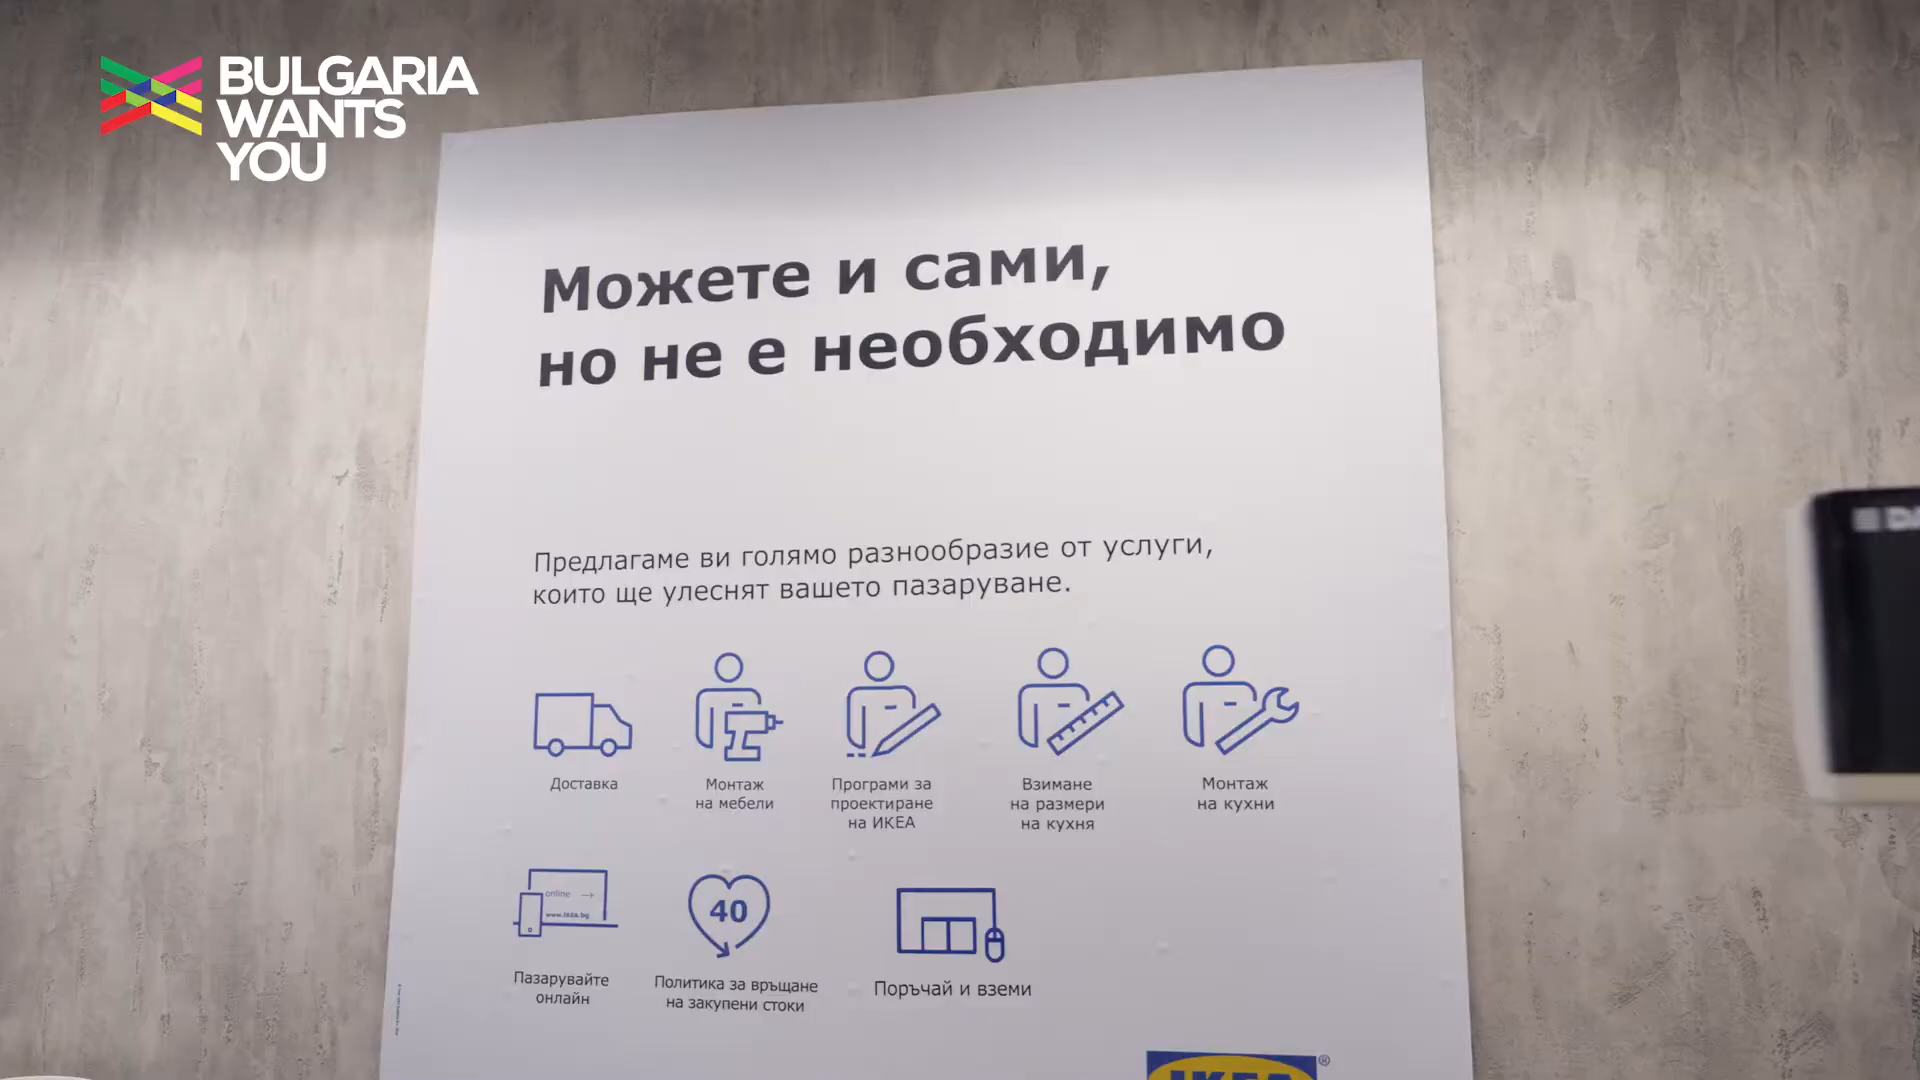 BULGARIA
WANTS
YOU
Можете и сами,
но не е необходимо
Предлагаме ви голямо разнообразие от услуги,
които ще улеснят вашето пазаруване.
Доставка
Монтаж
на мебели
Програми за
проектиране
на ИКЕА
Взимане
на размери
на кухня
Монтаж
на кухни
online
www.ikea.bg
40
Пазарувайте
онлайн
Политика за връщане
на закупени стоки
Поръчай и вземи
IKEA®